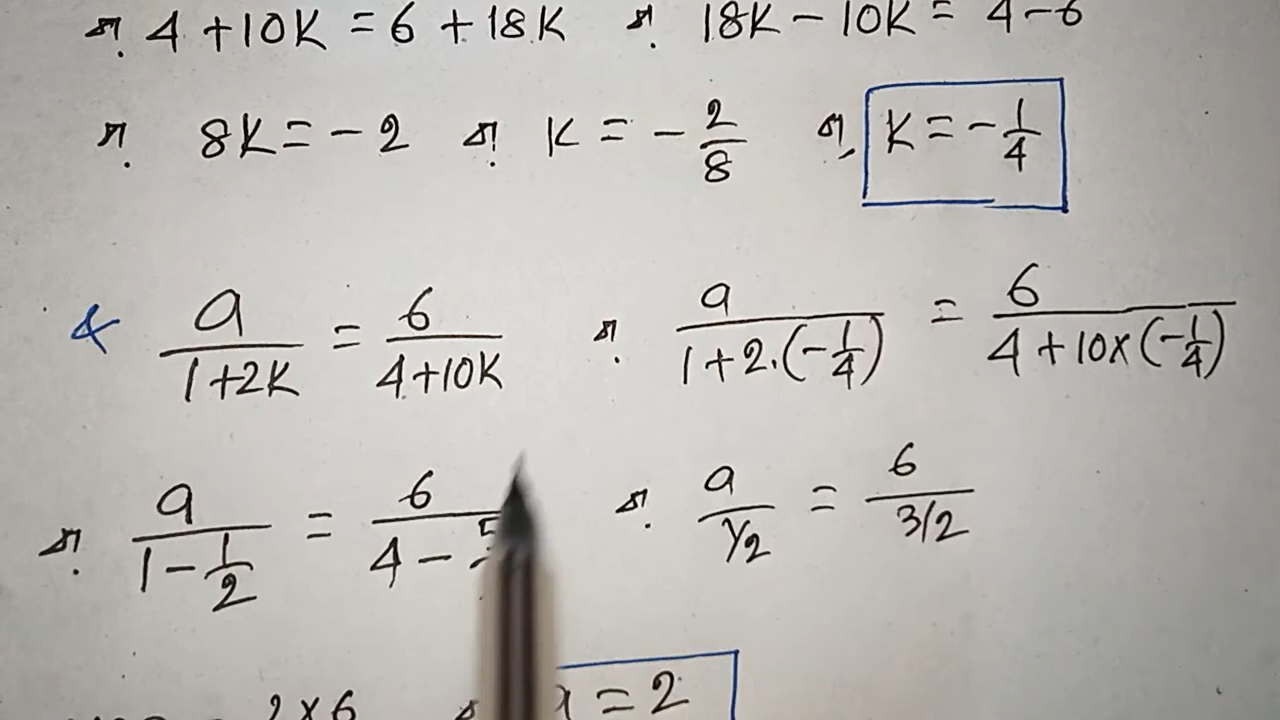 বা, 4 + 10K = 6 + 18K বা, 18K - 10K = 4 - 6
বা, 8K = - 2 বা, K = - 2/8 বা, K = - 1/4
& a/(1+2K) = 6/(4+10K) বা, a/(1+2.(-1/4)) = 6/(4+10×(-1/4))
বা, a/(1 - 1/2) = 6/(4 - 5 বা, a/(1/2) = 6/(3/2)
2×6 = 2